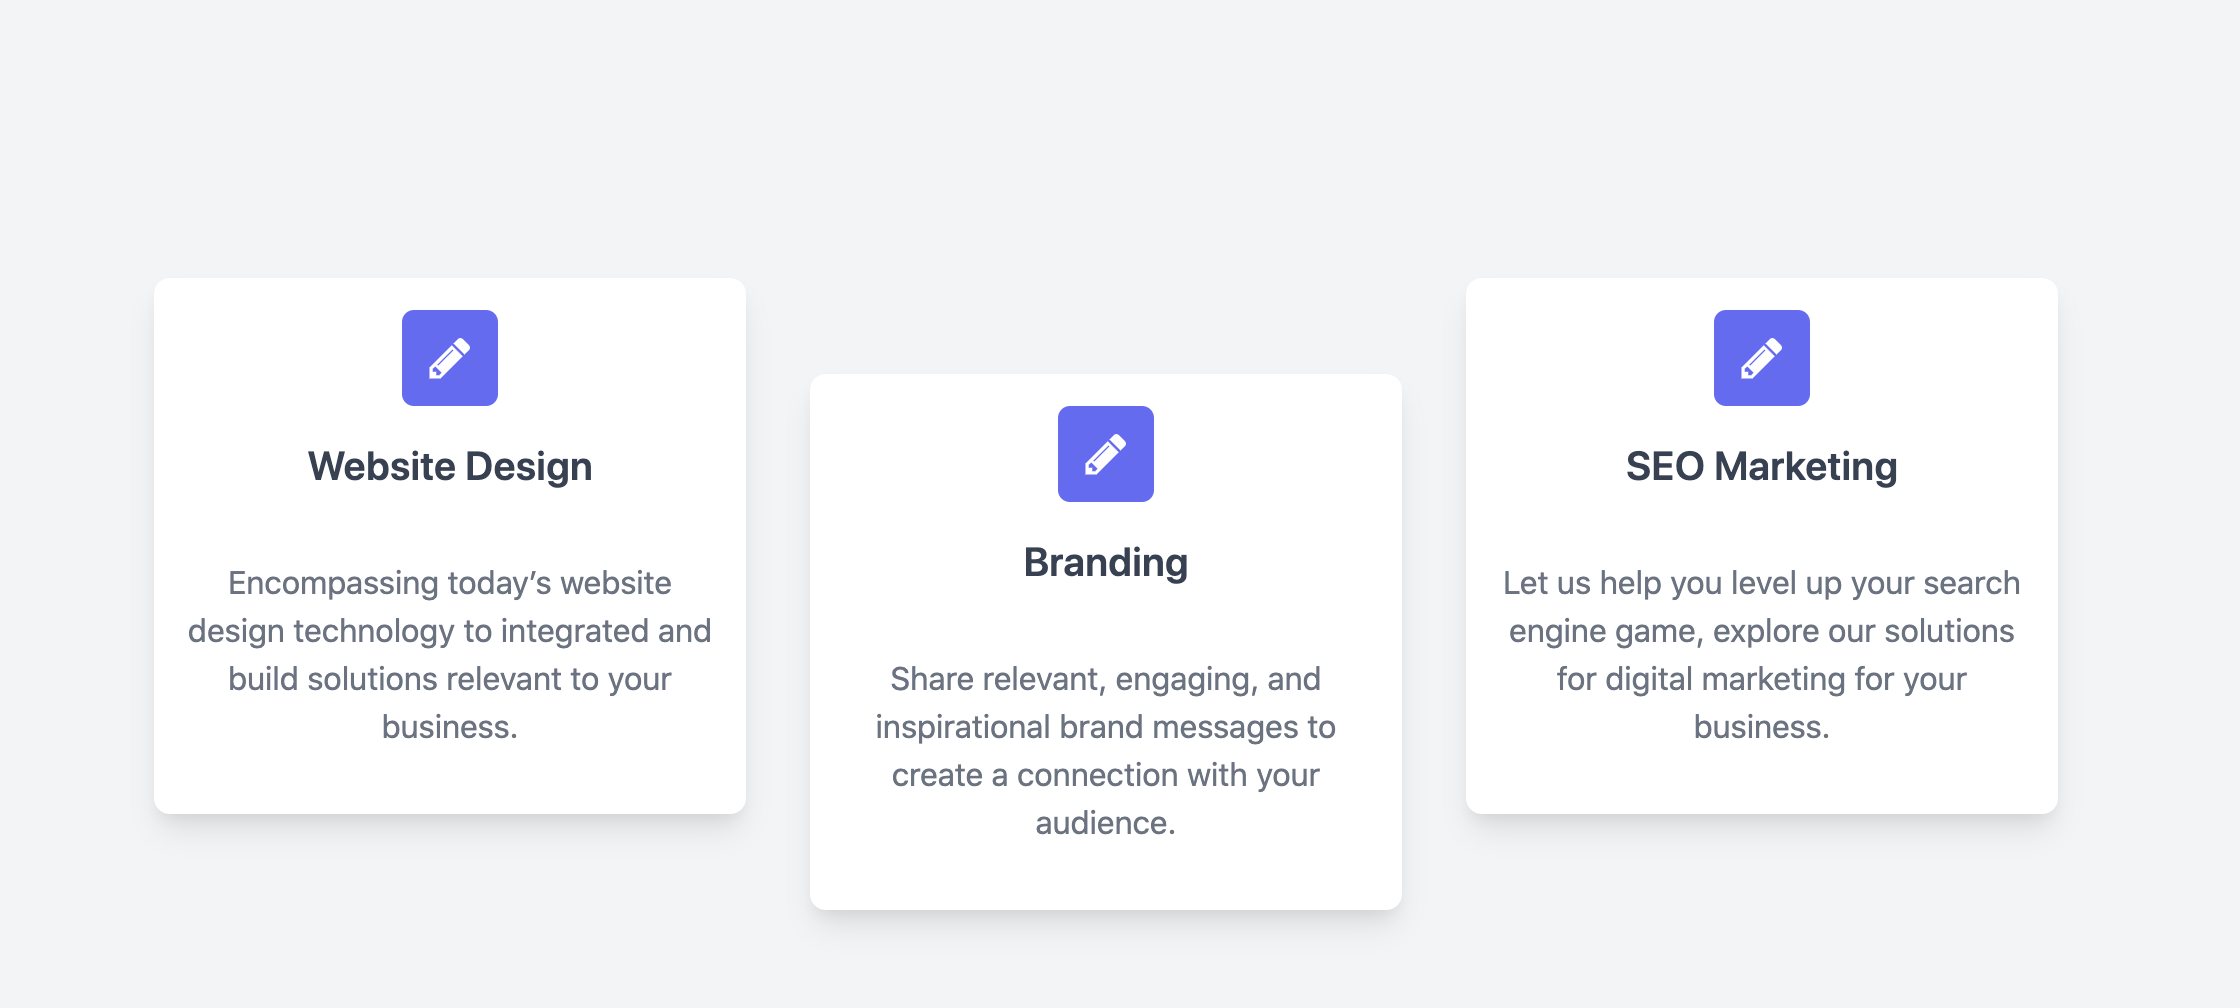 Website Design
Encompassing today’s website
design technology to integrated and
build solutions relevant to your
business.
Branding
Share relevant, engaging, and
inspirational brand messages to
create a connection with your
audience.
SEO Marketing
Let us help you level up your search
engine game, explore our solutions
for digital marketing for your
business.